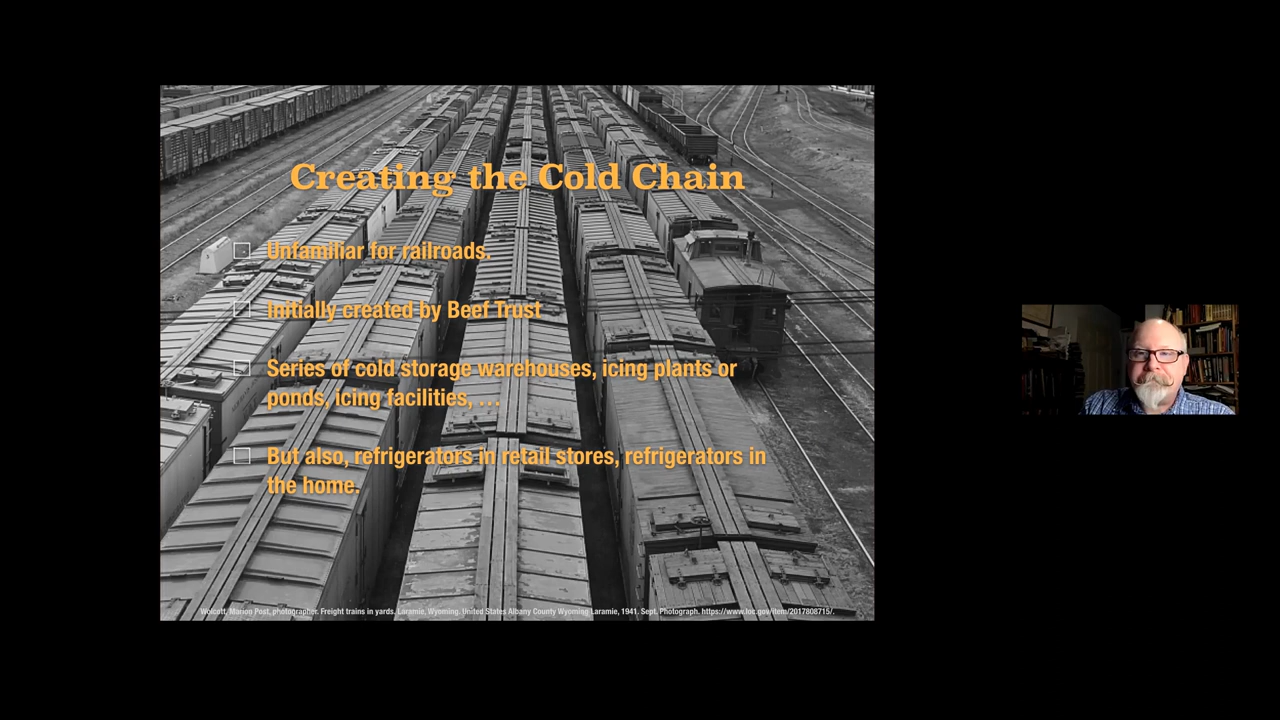 Creating the Cold Chain
Unfamiliar for railroads.
Initially created by Beef Trust
Series of cold storage warehouses, icing plants or
ponds, icing facilities, …
But also, refrigerators in retail stores, refrigerators in
the home.
Wolcott, Marion Post, photographer. Freight trains in yards. Laramie, Wyoming. United States Albany County Wyoming Laramie, 1941. Sept. Photograph. https://www.loc.gov/item/2017808715/.